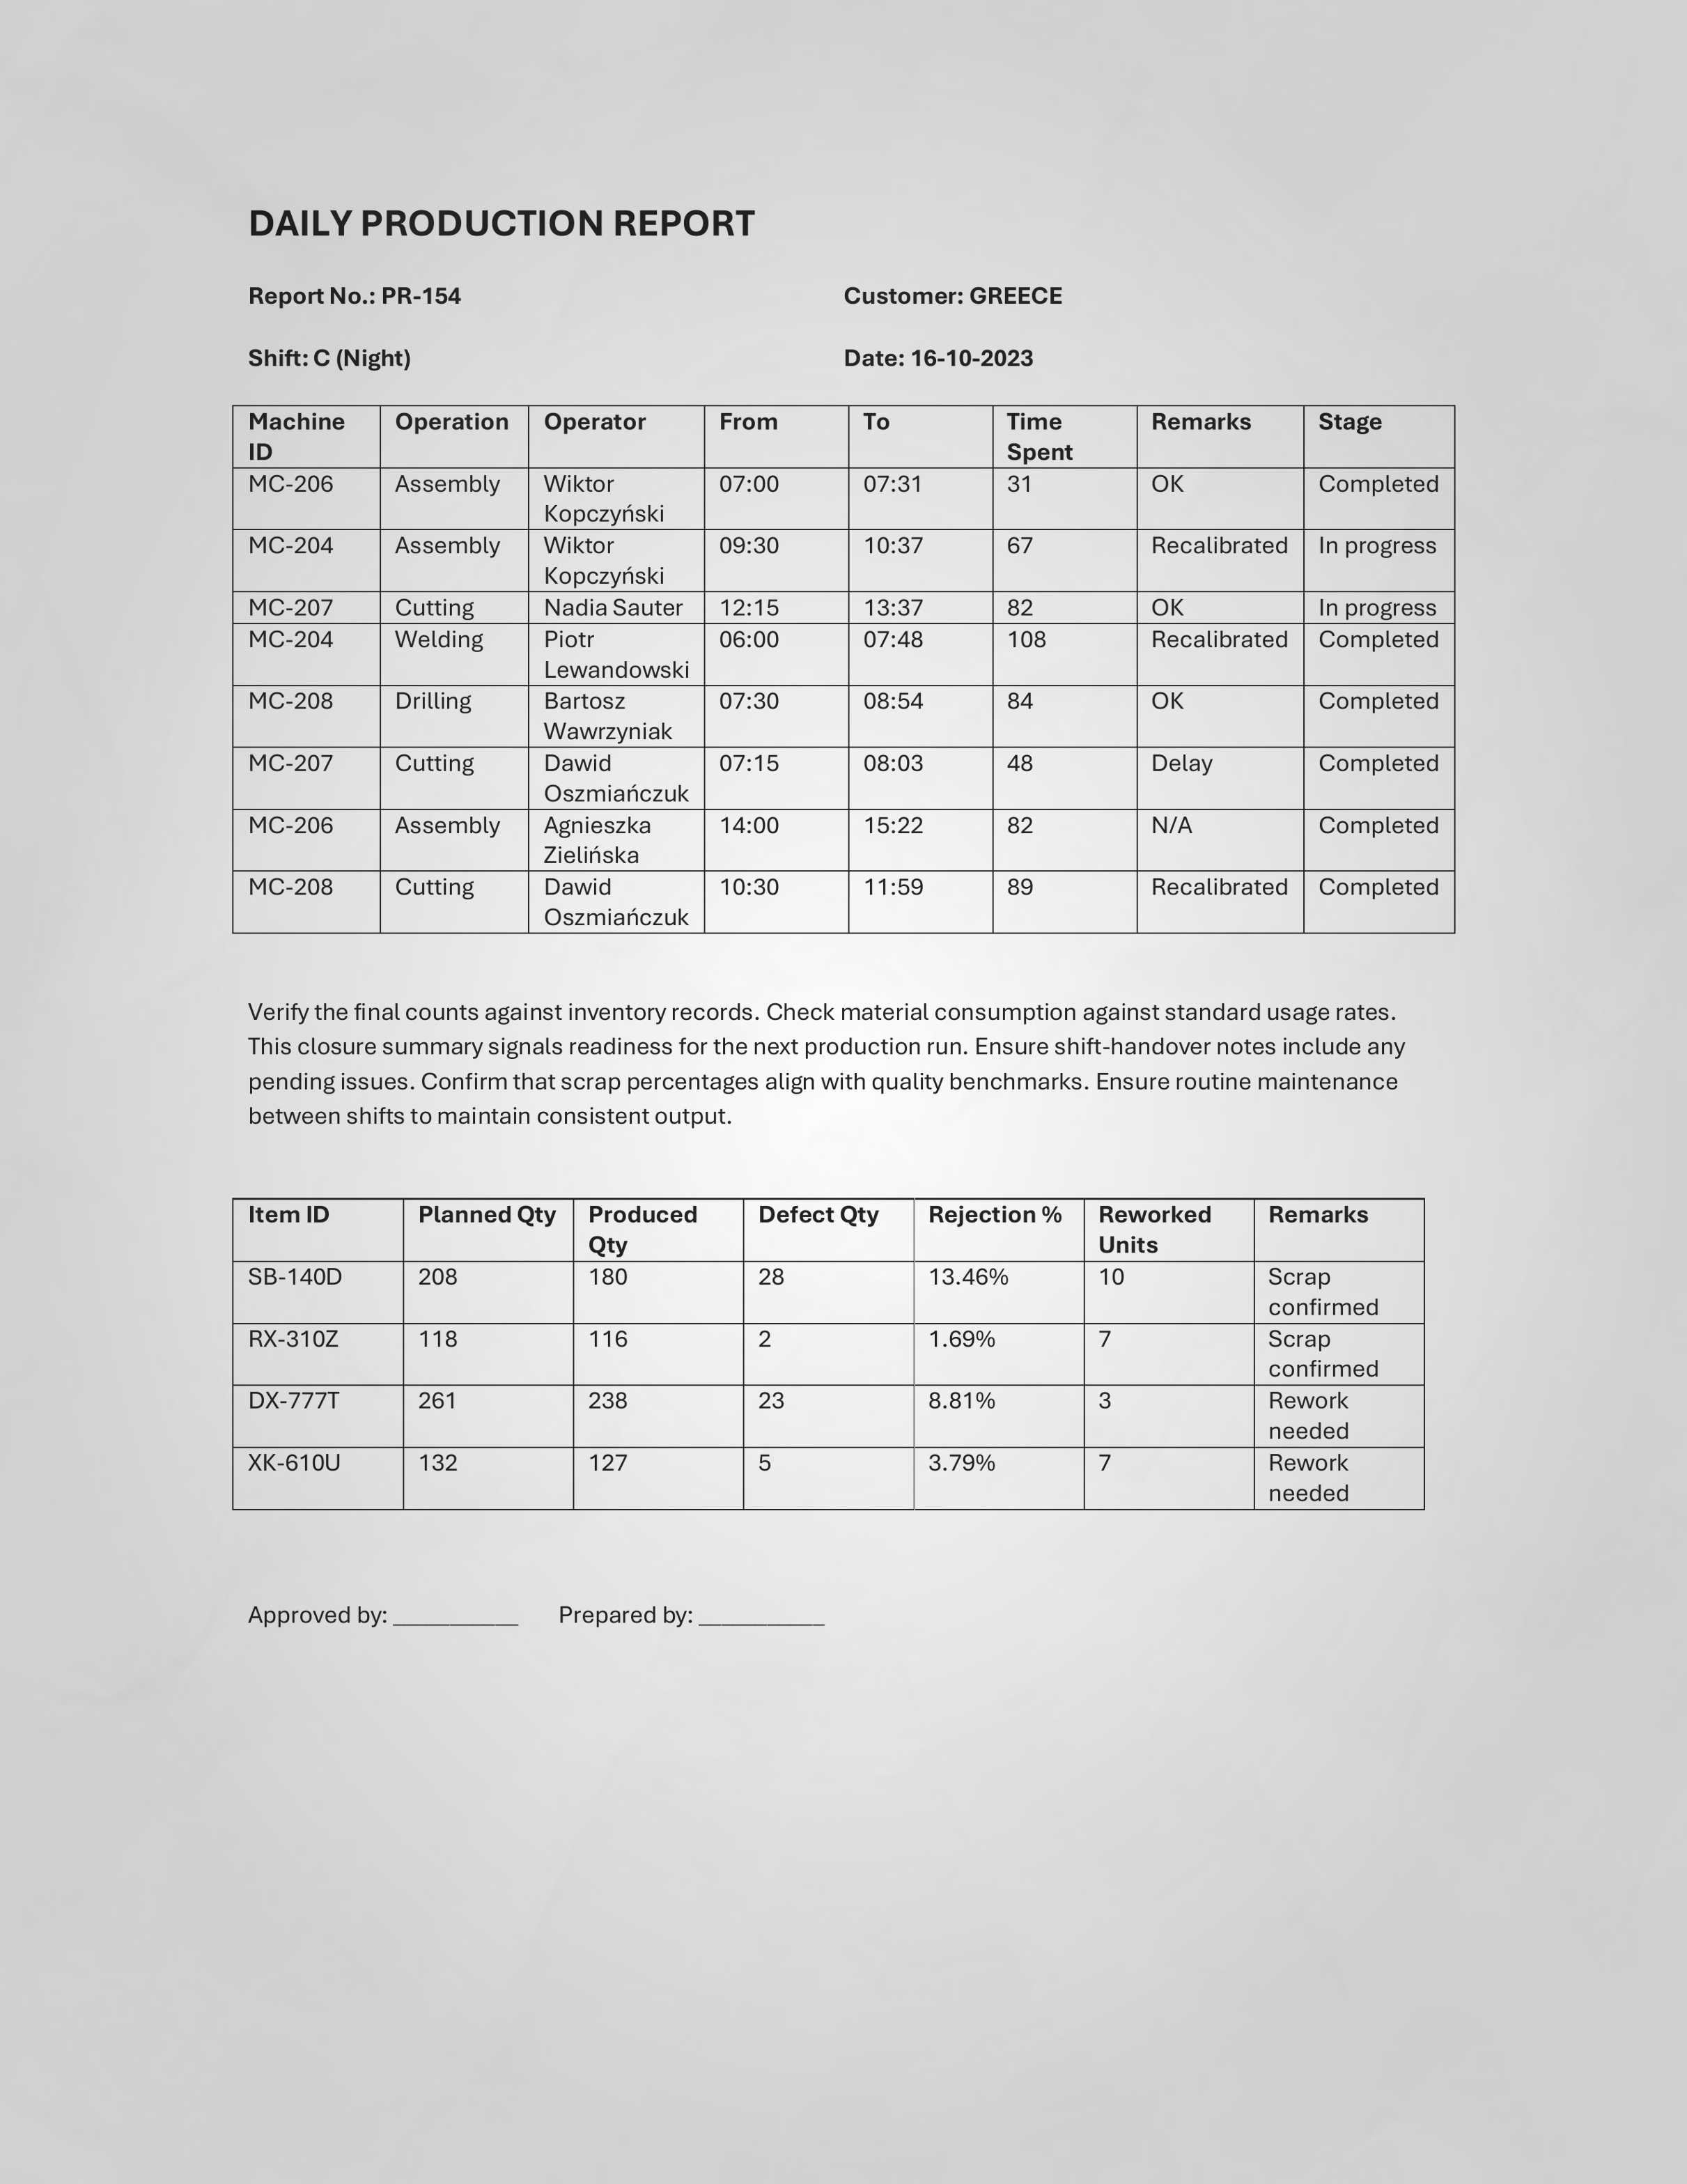 DAILY PRODUCTION REPORT
Report No.: PR-154 Customer: GREECE
Shift: C (Night) Date: 16-10-2023
Machine ID Operation Operator From To Time Spent Remarks Stage
MC-206 Assembly Wiktor Kopczyński 07:00 07:31 31 OK Completed
MC-204 Assembly Wiktor Kopczyński 09:30 10:37 67 Recalibrated In progress
MC-207 Cutting Nadia Sauter 12:15 13:37 82 OK In progress
MC-204 Welding Piotr Lewandowski 06:00 07:48 108 Recalibrated Completed
MC-208 Drilling Bartosz Wawrzyniak 07:30 08:54 84 OK Completed
MC-207 Cutting Dawid Oszmiańczuk 07:15 08:03 48 Delay Completed
MC-206 Assembly Agnieszka Zielińska 14:00 15:22 82 N/A Completed
MC-208 Cutting Dawid Oszmiańczuk 10:30 11:59 89 Recalibrated Completed
Verify the final counts against inventory records. Check material consumption against standard usage rates.
This closure summary signals readiness for the next production run. Ensure shift-handover notes include any
pending issues. Confirm that scrap percentages align with quality benchmarks. Ensure routine maintenance
between shifts to maintain consistent output.
Item ID Planned Qty Produced Qty Defect Qty Rejection % Reworked Units Remarks
SB-140D 208 180 28 13.46% 10 Scrap confirmed
RX-310Z 118 116 2 1.69% 7 Scrap confirmed
DX-777T 261 238 23 8.81% 3 Rework needed
XK-610U 132 127 5 3.79% 7 Rework needed
Approved by: __________ Prepared by: __________